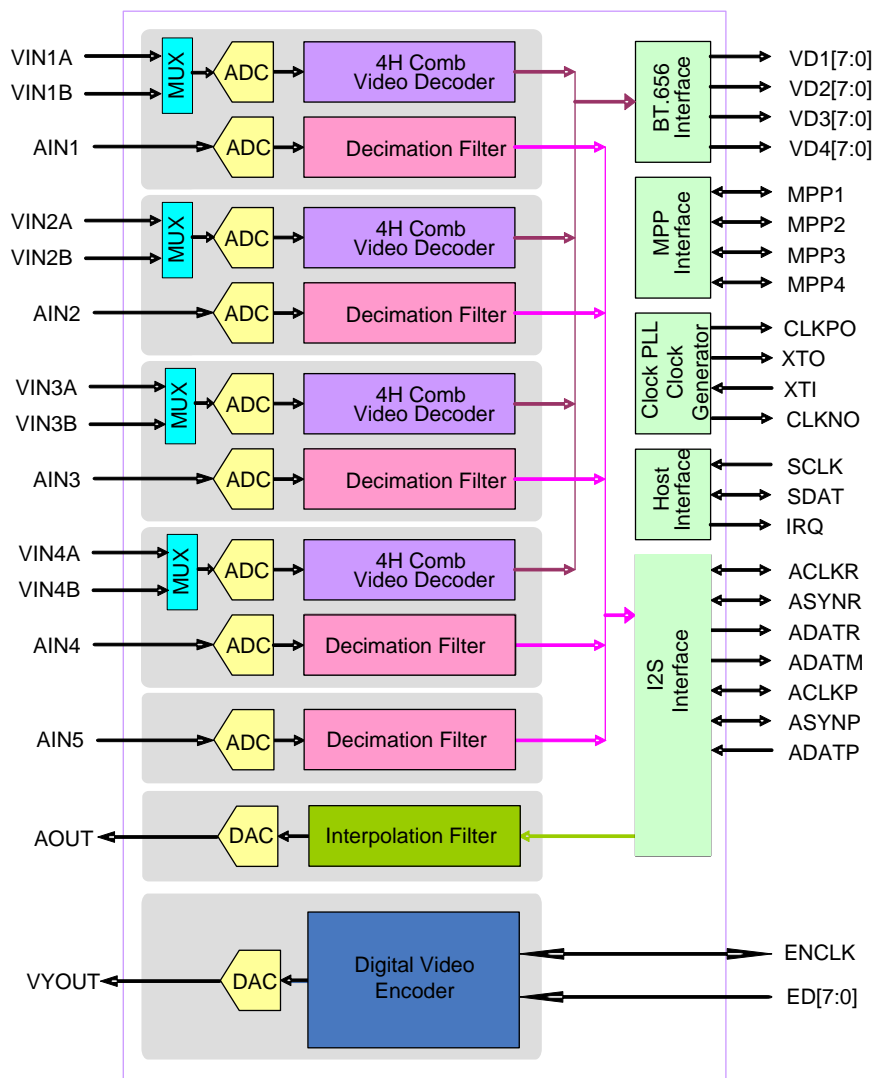 VIN1A
VIN1B
MUX
ADC
4H Comb
Video Decoder
AIN1
ADC
Decimation Filter
VIN2A
VIN2B
MUX
ADC
4H Comb
Video Decoder
AIN2
ADC
Decimation Filter
VIN3A
VIN3B
MUX
ADC
4H Comb
Video Decoder
AIN3
ADC
Decimation Filter
VIN4A
VIN4B
MUX
ADC
4H Comb
Video Decoder
AIN4
ADC
Decimation Filter
AIN5
ADC
Decimation Filter
AOUT
DAC
Interpolation Filter
VYOUT
DAC
Digital Video
Encoder
BT.656
Interface
VD1[7:0]
VD2[7:0]
VD3[7:0]
VD4[7:0]
MPP
Interface
MPP1
MPP2
MPP3
MPP4
Clock PLL
Clock
Generator
CLKPO
XTO
XTI
CLKNO
Host
Interface
SCLK
SDAT
IRQ
I2S
Interface
ACLKR
ASYNR
ADATR
ADATM
ACLKP
ASYNP
ADATP
ENCLK
ED[7:0]